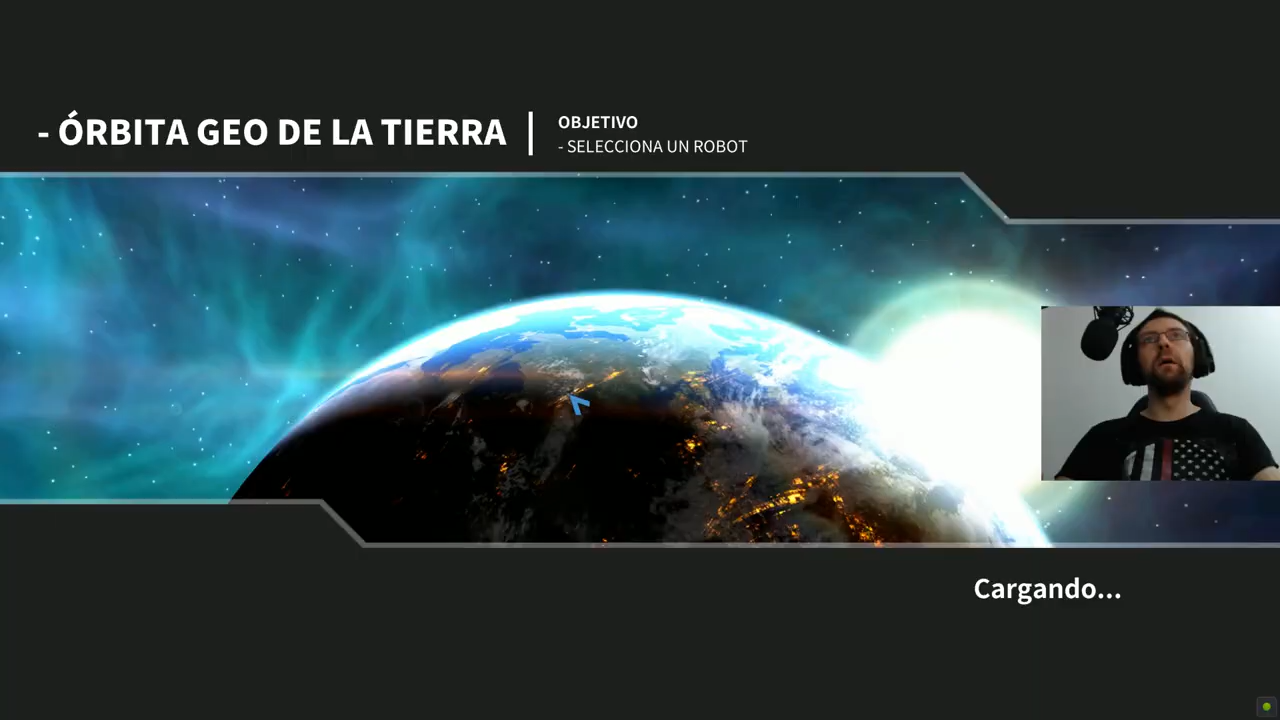 - ÓRBITA GEO DE LA TIERRA
OBJETIVO
- SELECCIONA UN ROBOT
Cargando...